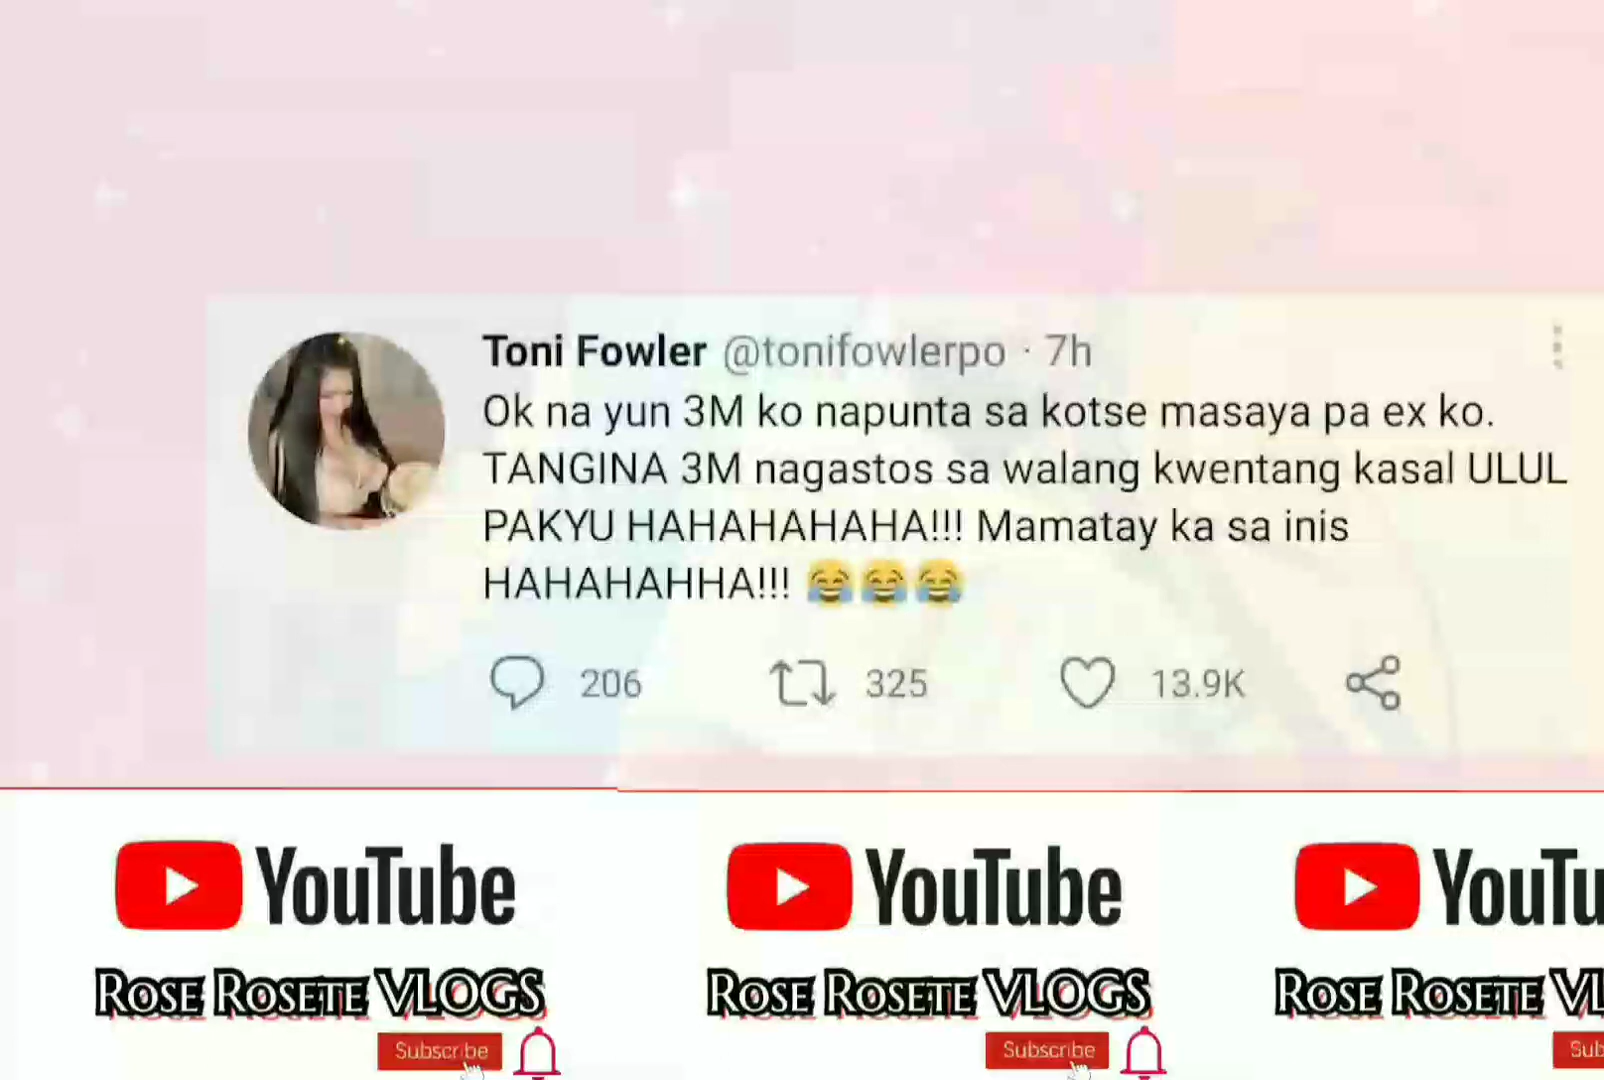 Toni Fowler @tonifowlerpo · 7h
Ok na yun 3M ko napunta sa kotse masaya pa ex ko.
TANGINA 3M nagastos sa walang kwentang kasal ULUL
PAKYU HAHAHAHAHA!!! Mamatay ka sa inis
HAHAHAHHA!!! 😂😂😂
206 325 13.9K
YouTube YouTube YouTu
ROSE ROSETE VLOGS ROSE ROSETE VLOGS ROSE ROSETE VL
Subscribe Subscribe Sub